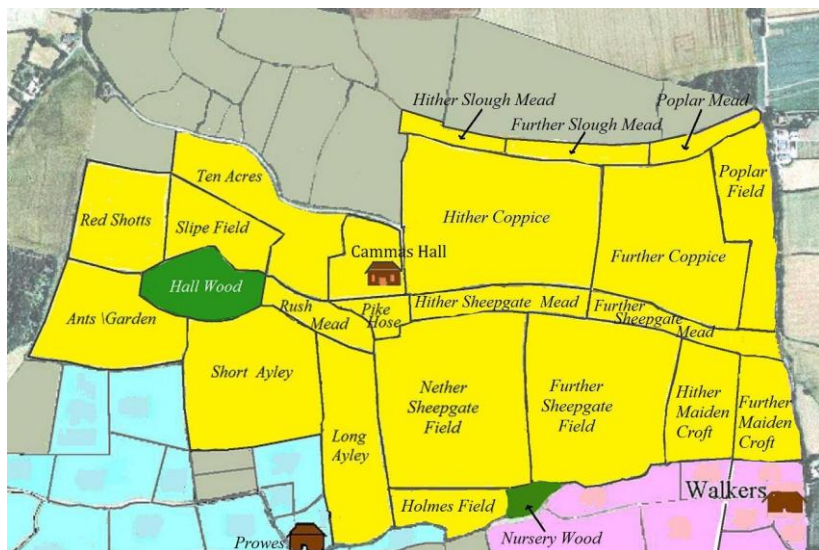 Hither Slough Mead
Poplar Mead
Further Slough Mead
Ten Acres
Poplar
Field
Red Shotts
Slipe Field
Hither Coppice
Cammas Hall
Further Coppice
Hall Wood
Rush
Mead
Pike
Hose
Hither Sheepgate Mead
Further
Sheepgate
Mead
Ants \Garden
Short Ayley
Nether
Sheepgate
Field
Further
Sheepgate
Field
Hither
Maiden
Croft
Further
Maiden
Croft
Long
Ayley
Holmes Field
Walkers
Prowes
Nursery Wood